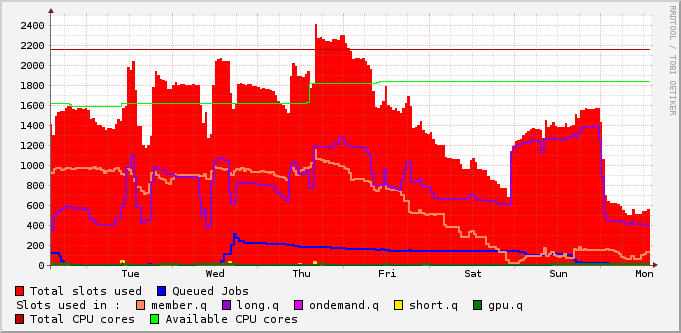 2400
2200
2000
1800
1600
1400
1200
1000
800
600
400
200
0
Tue Wed Thu Fri Sat Sun Mon
RRDTOOL / TOBI OETIKER
Total slots used Queued Jobs
Slots used in : member.q long.q ondemand.q short.q gpu.q
Total CPU cores Available CPU cores